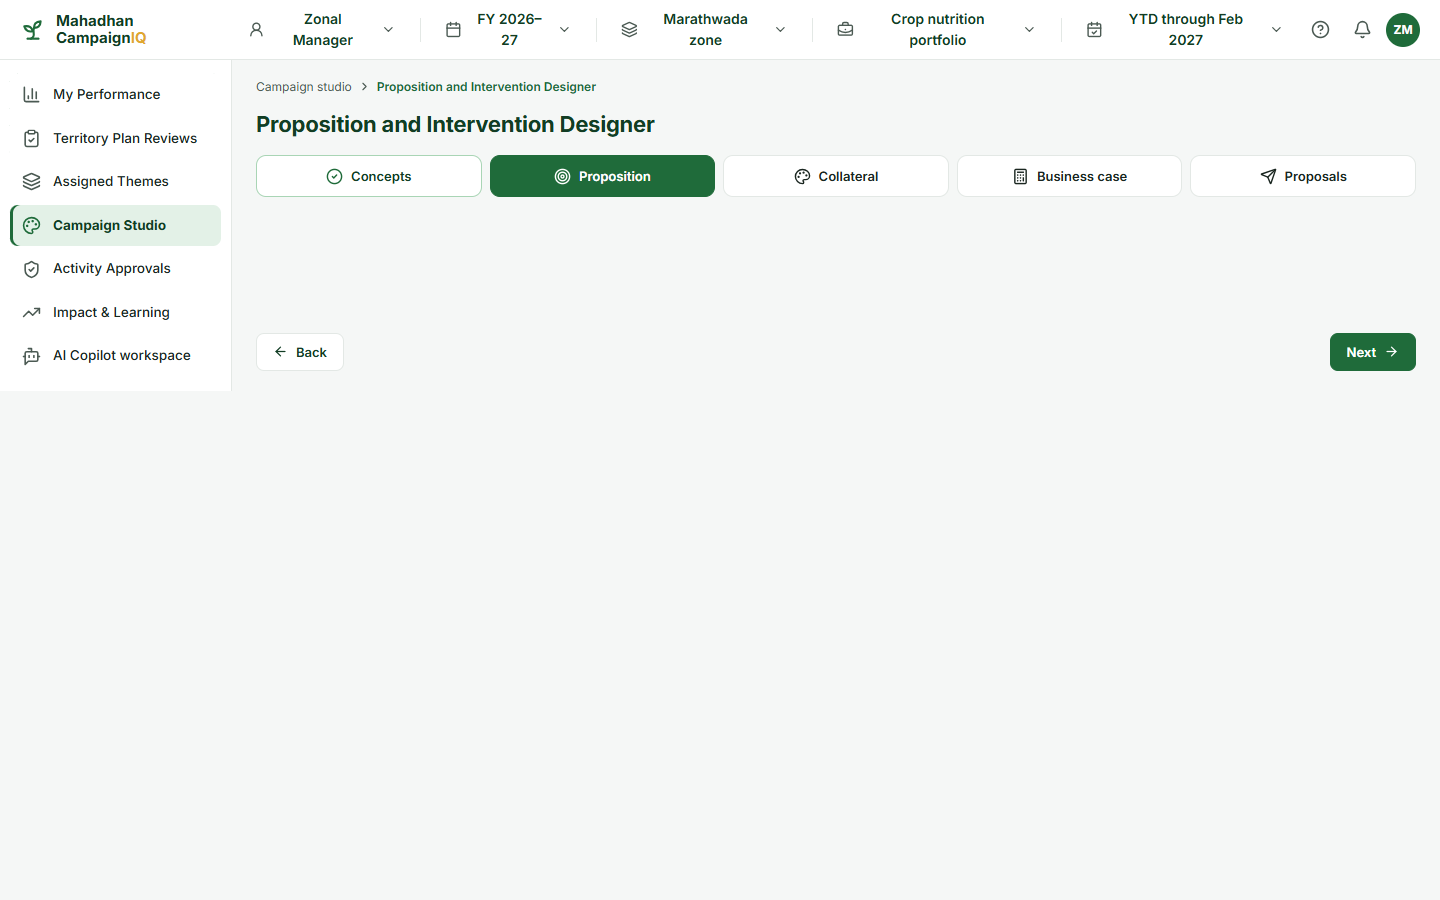 Mahadhan
CampaignIQ
Zonal
Manager
FY 2026–
27
Marathwada
zone
Crop nutrition
portfolio
YTD through Feb
2027
ZM
My Performance
Territory Plan Reviews
Assigned Themes
Campaign Studio
Activity Approvals
Impact & Learning
AI Copilot workspace
Campaign studio > Proposition and Intervention Designer
Proposition and Intervention Designer
Concepts
Proposition
Collateral
Business case
Proposals
Back
Next